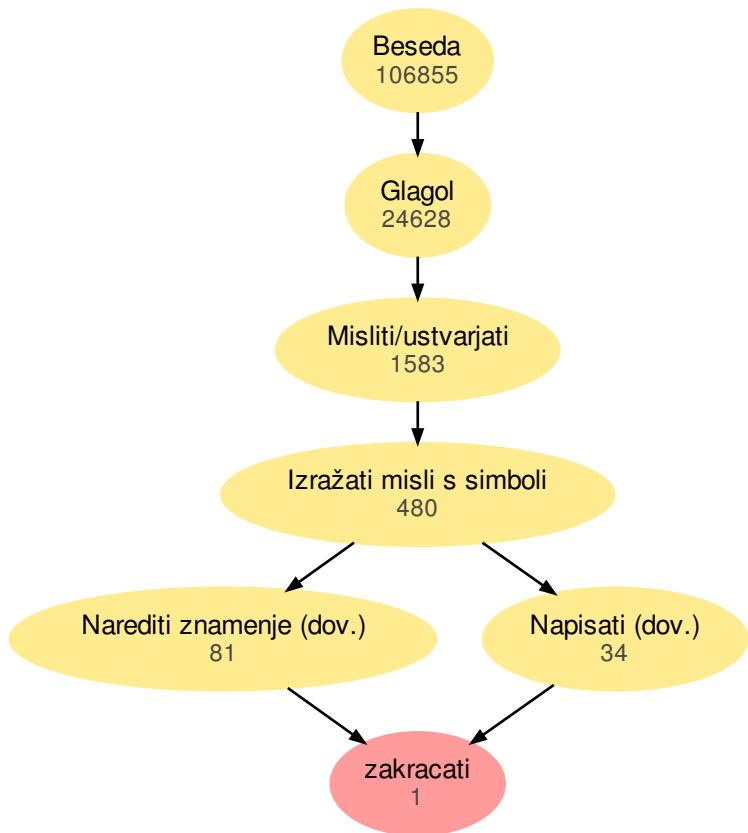 Beseda
106855
Glagol
24628
Misliti/ustvarjati
1583
Izražati misli s simboli
480
Narediti znamenje (dov.)
81
Napisati (dov.)
34
zakracati
1